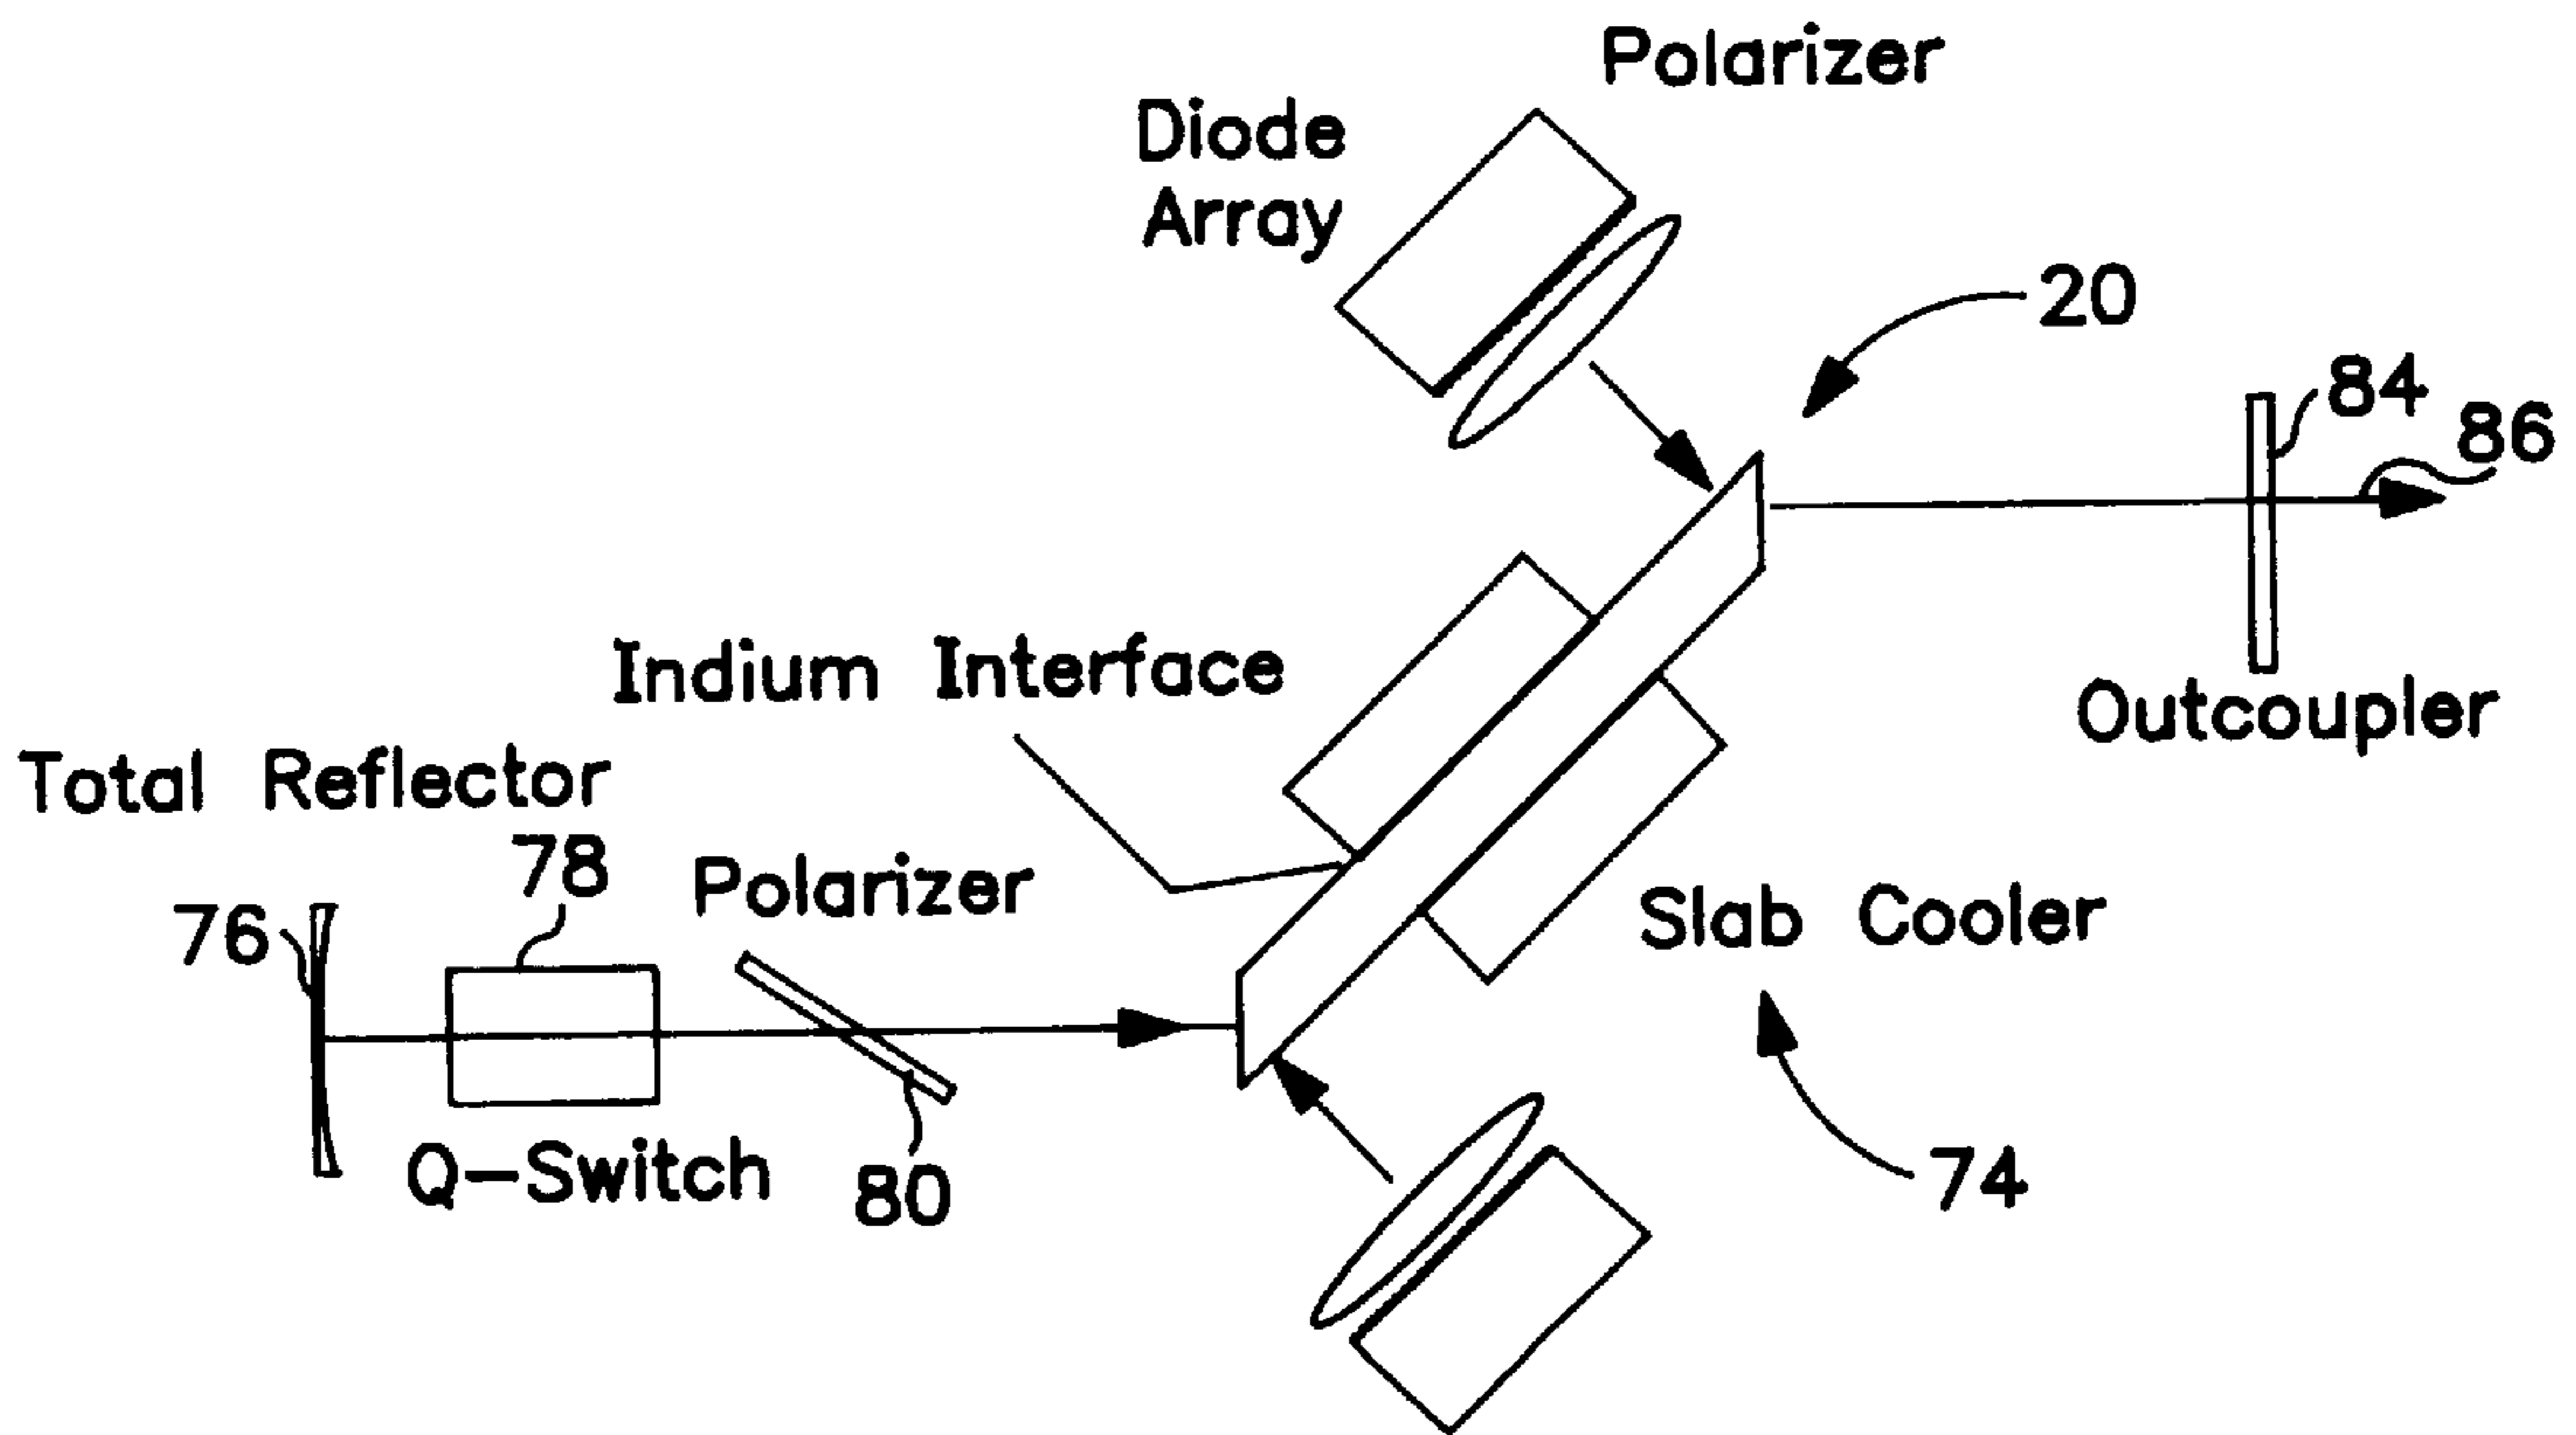 Polarizer
Diode
Array
20
84
86
Indium Interface
Outcoupler
Total Reflector
78
Polarizer
76
Slab Cooler
Q-Switch
80
74